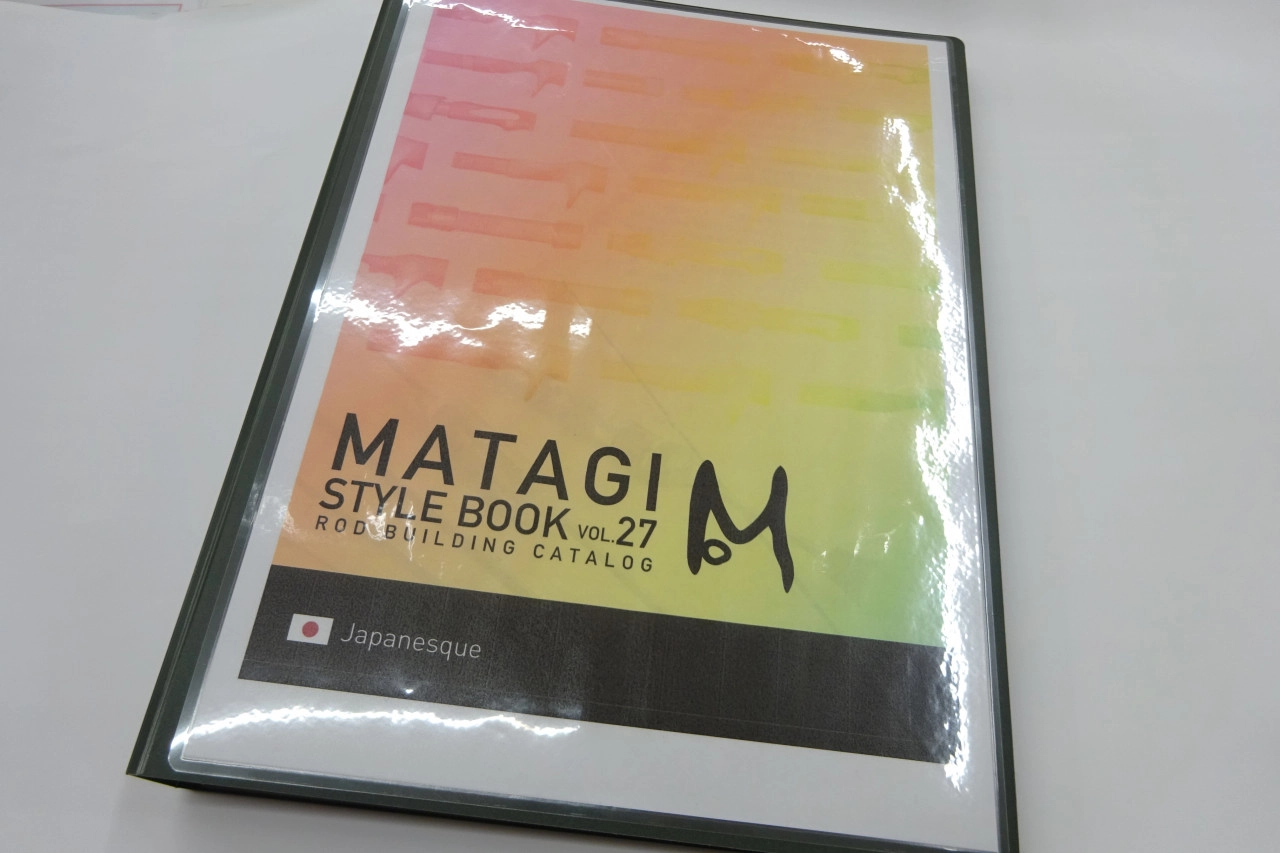 MATAGI
STYLE BOOK VOL.27
ROD BUILDING CATALOG
Japanesque